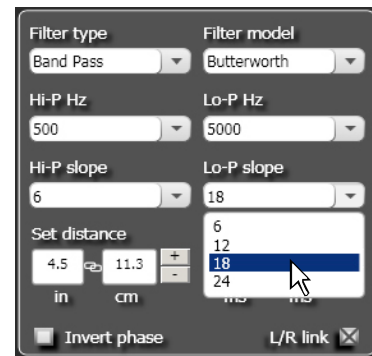 Filter type Filter model
Band Pass Butterworth
Hi-P Hz Lo-P Hz
500 5000
Hi-P slope Lo-P slope
6 18
6
12
18
24
Set distance
4.5 11.3 + -
in cm ms ms
Invert phase L/R link